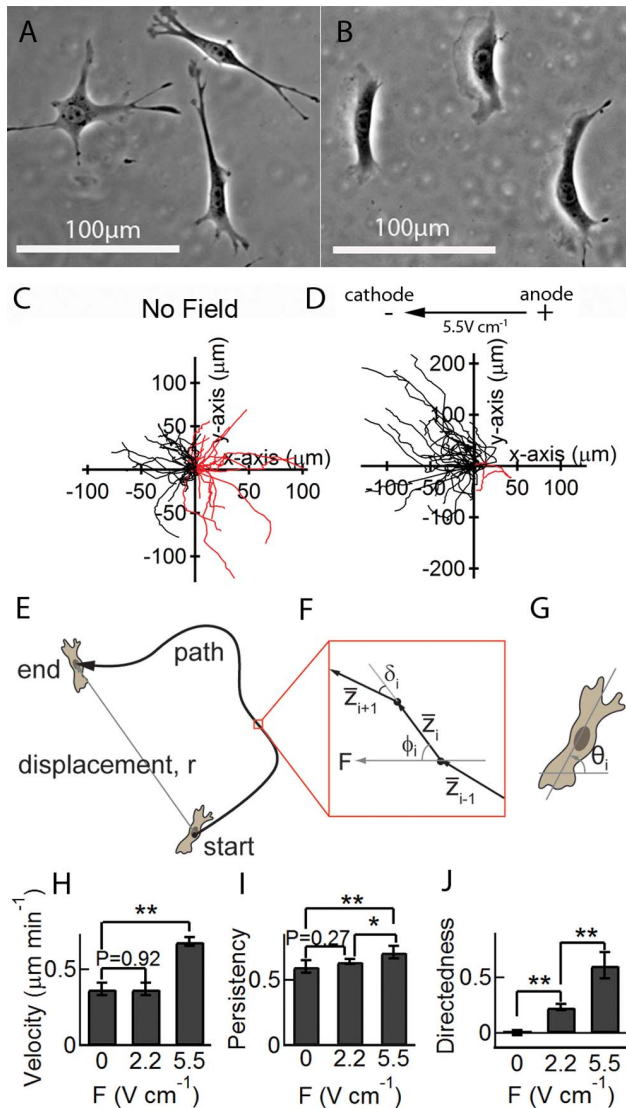 A
B
100µm
100µm
C
No Field
D
cathode
anode
-
+
5.5V cm⁻¹
y-axis (µm)
x-axis (µm)
100
50
-100
-50
50
100
-50
-100
y-axis (µm)
x-axis (µm)
200
100
-100
50
100
-100
-200
E
end
path
displacement, r
start
F
δi
z̅i+1
z̅i
F
ϕi
z̅i-1
G
θi
H
Velocity (µm min⁻¹)
0.5
0
**
P=0.92
0 2.2 5.5
F (V cm⁻¹)
I
Persistency
0.5
0
**
P=0.27
*
0 2.2 5.5
F (V cm⁻¹)
J
Directedness
0.5
0
**
**
0 2.2 5.5
F (V cm⁻¹)